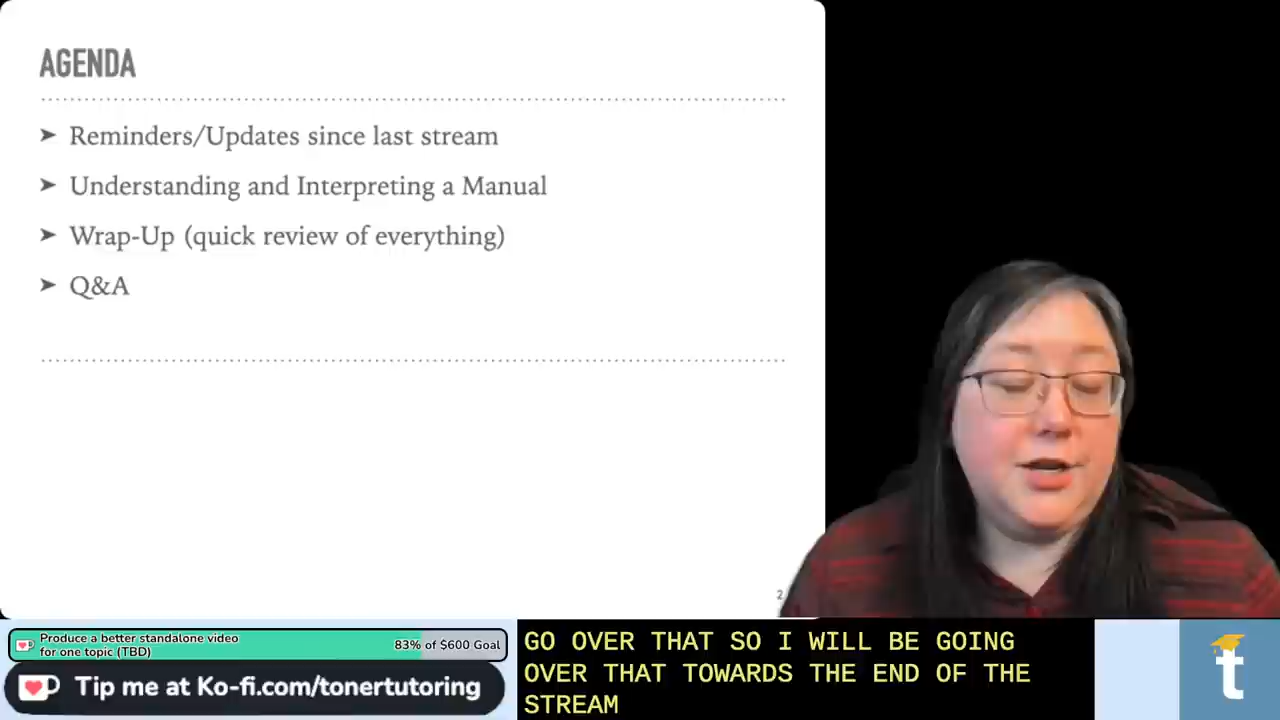 AGENDA
➤ Reminders/Updates since last stream
➤ Understanding and Interpreting a Manual
➤ Wrap-Up (quick review of everything)
➤ Q&A
2
Produce a better standalone video
for one topic (TBD)
83% of $600 Goal
Tip me at Ko-fi.com/tonertutoring
GO OVER THAT SO I WILL BE GOING
OVER THAT TOWARDS THE END OF THE
STREAM
t